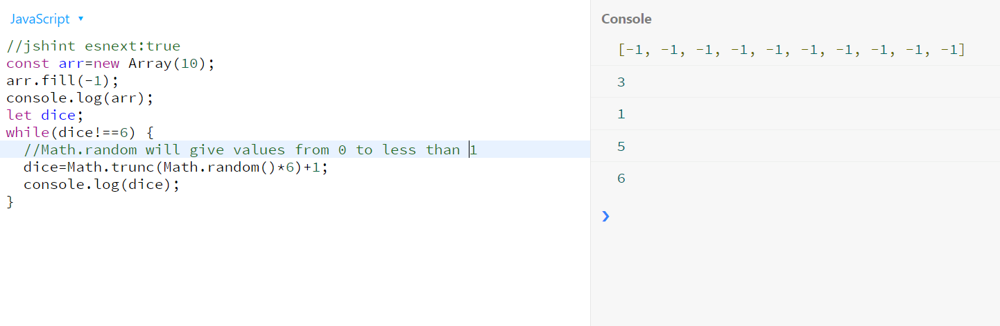 JavaScript
//jshint esnext:true
const arr=new Array(10);
arr.fill(-1);
console.log(arr);
let dice;
while(dice!==6) {
  //Math.random will give values from 0 to less than 1
  dice=Math.trunc(Math.random()*6)+1;
  console.log(dice);
}
Console
[-1, -1, -1, -1, -1, -1, -1, -1, -1, -1]
3
1
5
6